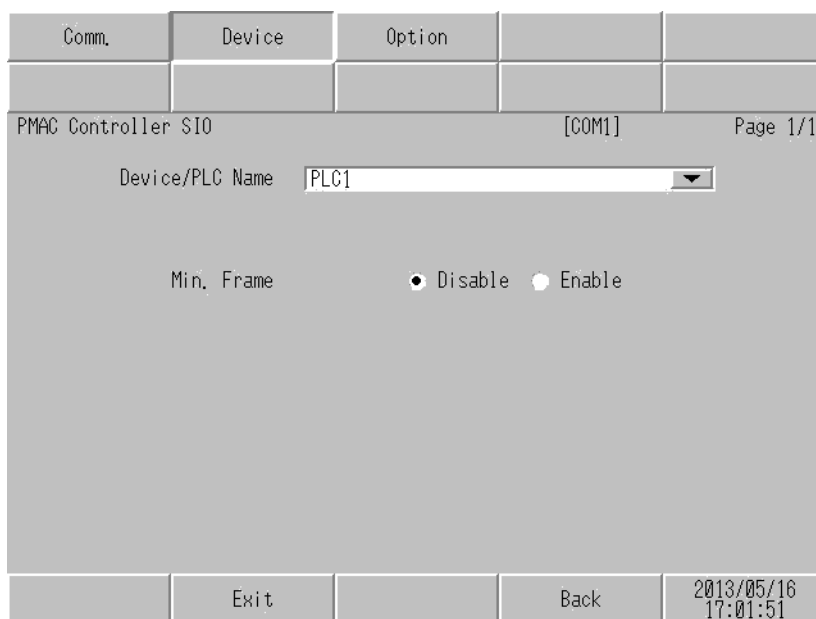 Comm. Device Option
PMAC Controller SIO [COM1] Page 1/1
Device/PLC Name PLC1
Min. Frame Disable Enable
Exit Back 2013/05/16
17:01:51